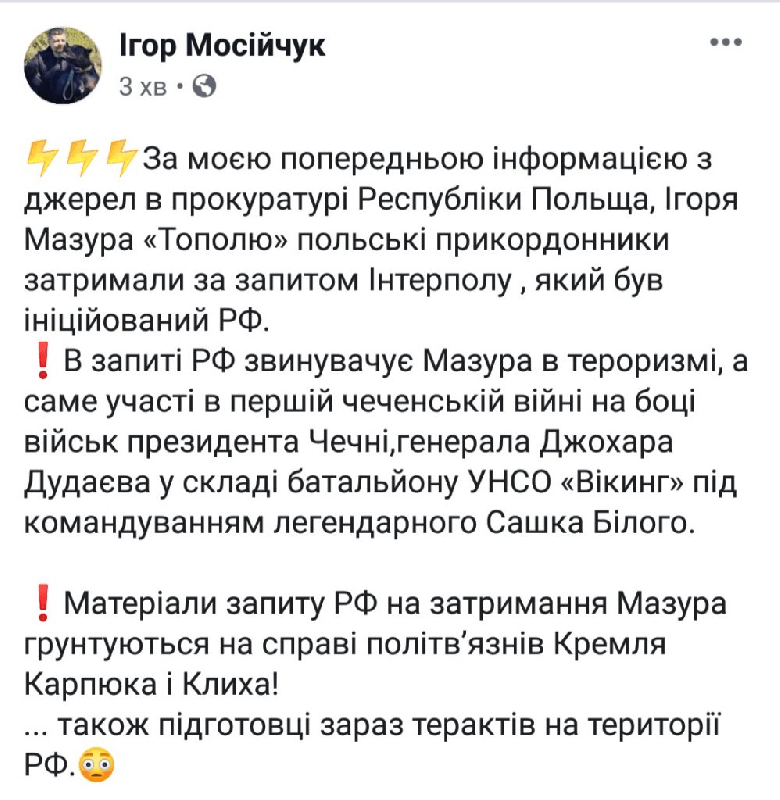 Ігор Мосійчук
3 хв
⚡⚡⚡За моєю попередньою інформацією з
джерел в прокуратурі Республіки Польща, Ігоря
Мазура «Тополю» польські прикордонники
затримали за запитом Інтерполу , який був
ініційований РФ.
❗В запиті РФ звинувачує Мазура в тероризмі, а
саме участі в першій чеченській війні на боці
військ президента Чечні,генерала Джохара
Дудаєва у складі батальйону УНСО «Вікинг» під
командуванням легендарного Сашка Білого.
❗Матеріали запиту РФ на затримання Мазура
грунтуються на справі політв’язнів Кремля
Карпюка і Клиха!
... також підготовці зараз терактів на території
РФ.😳